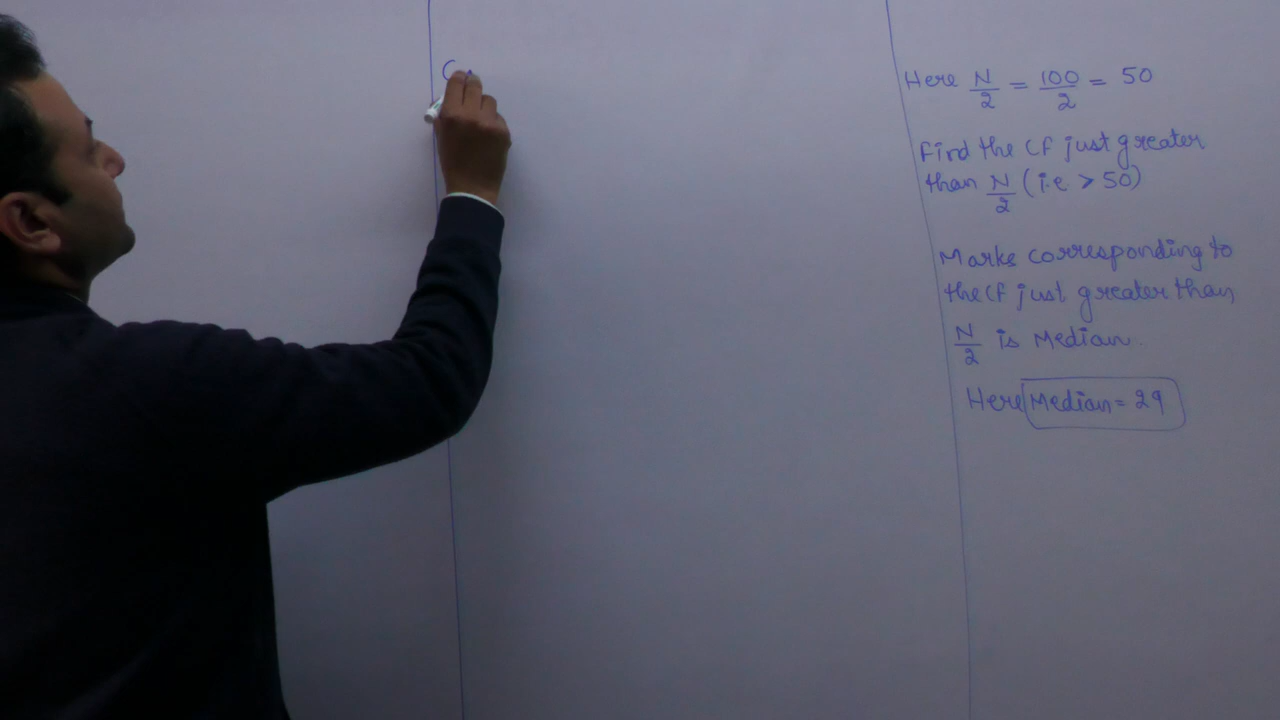 C
Here N/2 = 100/2 = 50
Find the CF just greater
than N/2 (i.e > 50)
Marks corresponding to
the CF just greater than
N/2 is Median.
Here Median = 29